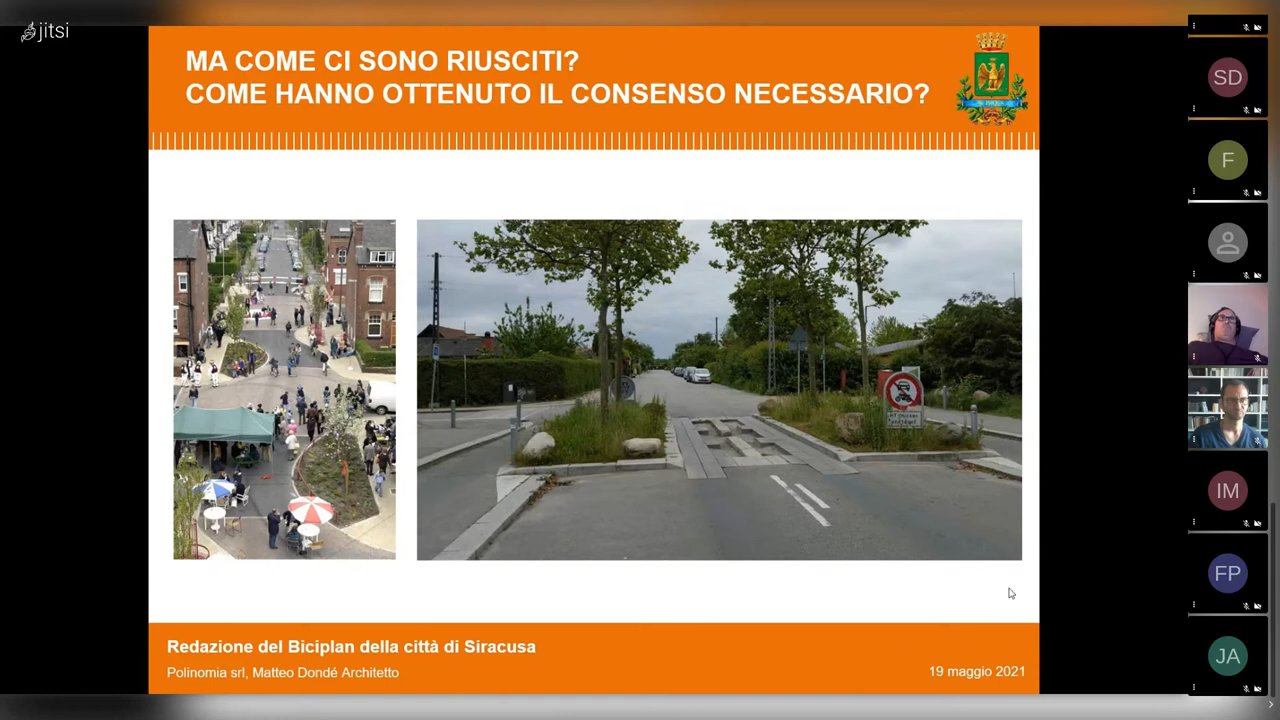 jitsi
MA COME CI SONO RIUSCITI?
COME HANNO OTTENUTO IL CONSENSO NECESSARIO?
Redazione del Biciplan della città di Siracusa
Polinomia srl, Matteo Dondé Architetto
19 maggio 2021
SD
F
IM
FP
JA